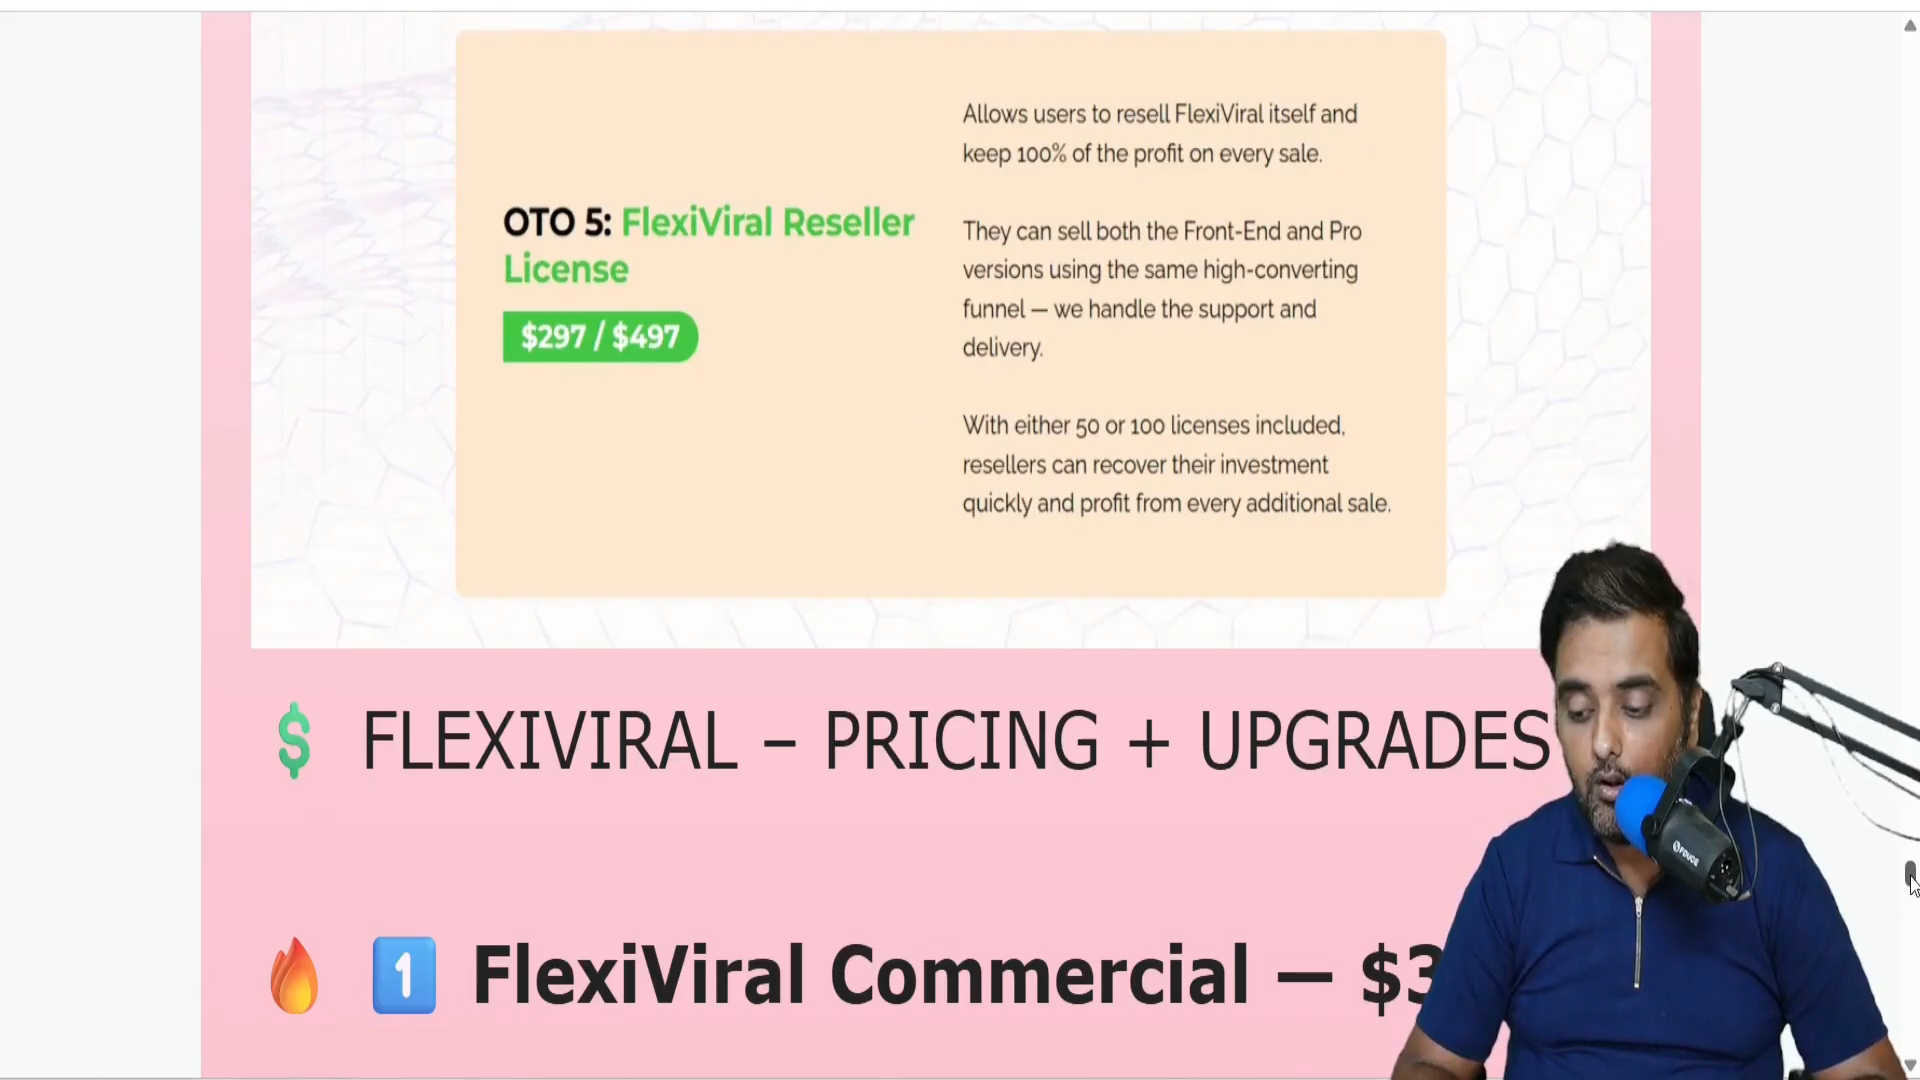 Allows users to resell FlexiViral itself and
keep 100% of the profit on every sale.
OTO 5: FlexiViral Reseller
License
$297 / $497
They can sell both the Front-End and Pro
versions using the same high-converting
funnel — we handle the support and
delivery.
With either 50 or 100 licenses included,
resellers can recover their investment
quickly and profit from every additional sale.
$ FLEXIVIRAL – PRICING + UPGRADES
1 FlexiViral Commercial — $3
FDUCE